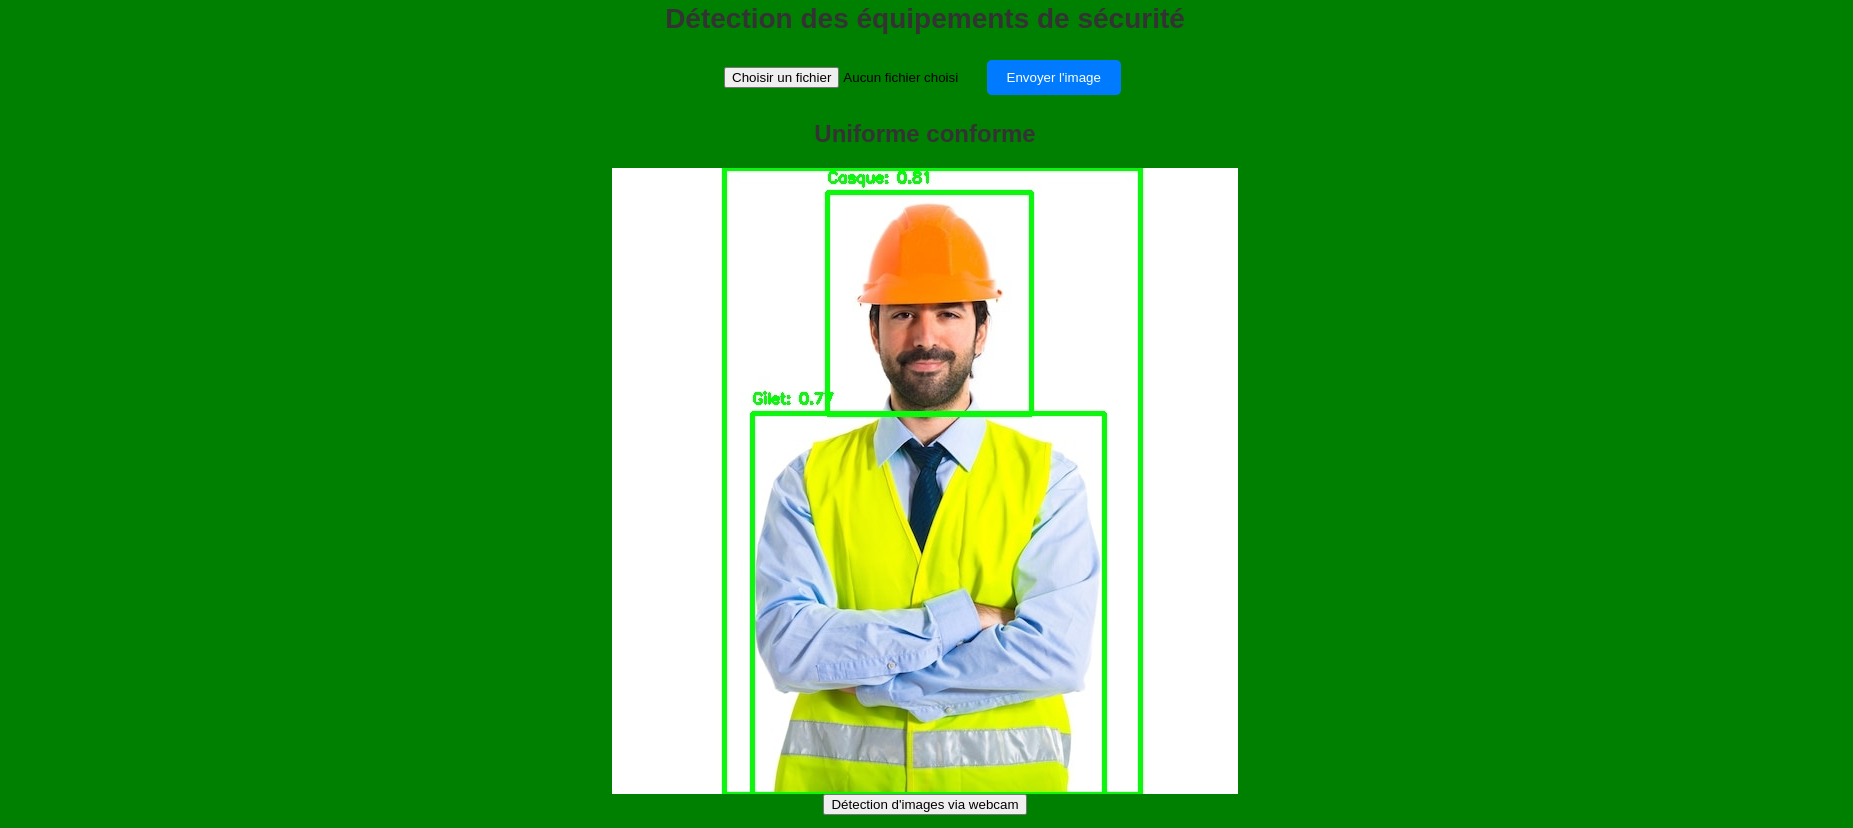 Détection des équipements de sécurité
Choisir un fichier Aucun fichier choisi Envoyer l'image
Uniforme conforme
Casque: 0.81
Gilet: 0.77
Détection d'images via webcam